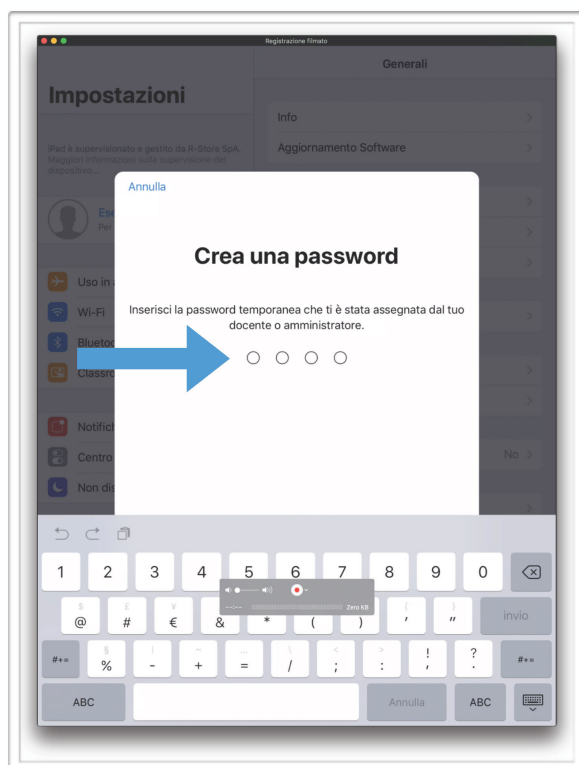 Registrazione filmato
Generali
Impostazioni
Info
Aggiornamento Software
iPad è supervisionato e gestito da R-Store SpA.
Maggiori informazioni sulla supervisione del
dispositivo...
Annulla
Ese
Per
Crea una password
Uso in a
Wi-Fi
Inserisci la password temporanea che ti è stata assegnata dal tuo
docente o amministratore.
Bluetoo
Classro
Notifich
Centro
No
Non dis
1 2 3 4 5 6 7 8 9 0
--:-- Zero KB
$ £ ¥ { }
@ # € & * ( ) ' " invio
§ | ~ … \ < >
#+= % - + = / ; : ! ? #+=
, .
ABC Annulla ABC